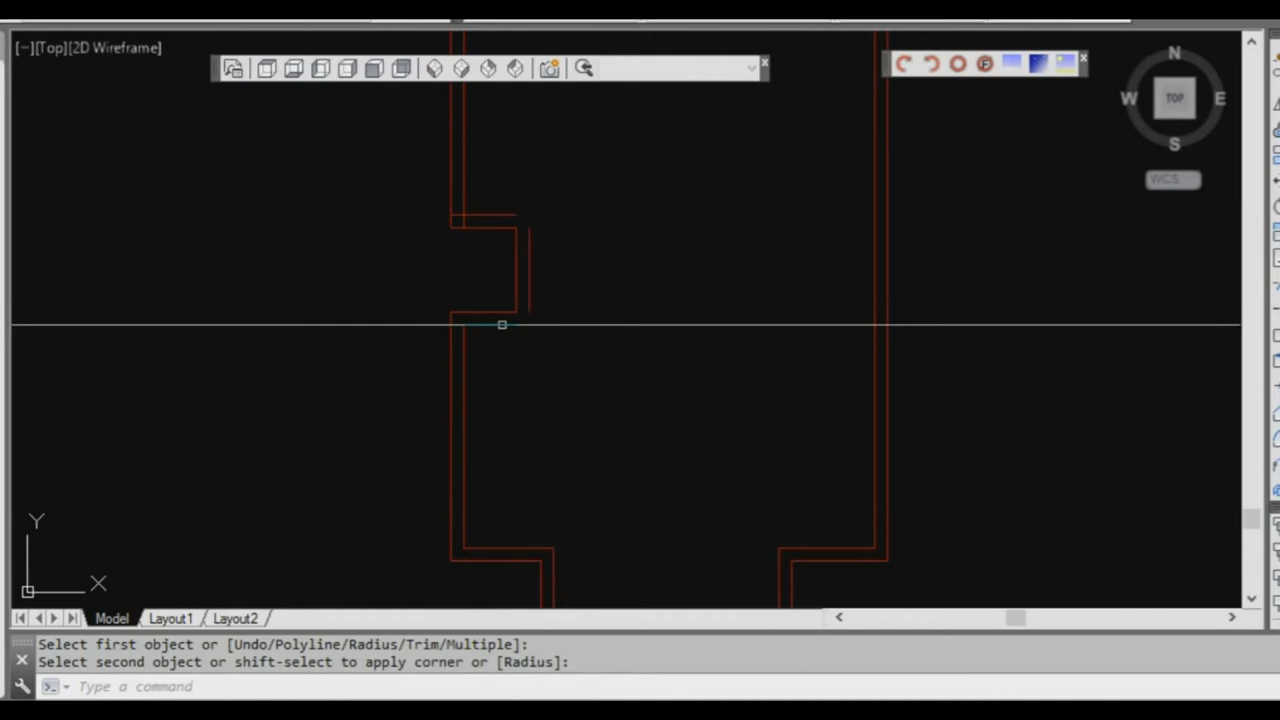 [−][Top][2D Wireframe]
N
W
TOP
E
S
WCS
Y
X
Model
Layout1
Layout2
Select first object or [Undo/Polyline/Radius/Trim/Multiple]:
Select second object or shift-select to apply corner or [Radius]:
Type a command